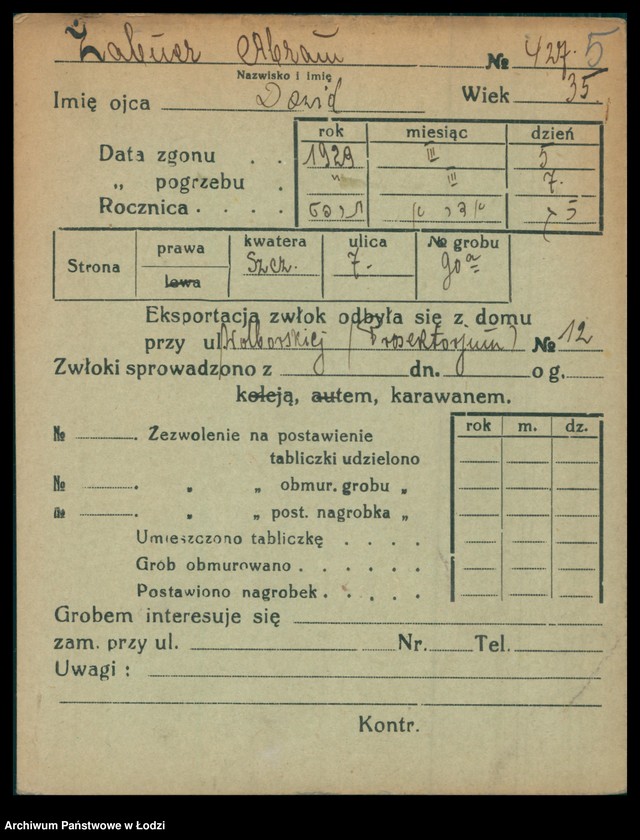 Żabner Abram № 427. 5
Nazwisko i imię
Imię ojca Dawid Wiek 35.
rok miesiąc dzień
Data zgonu . . 1929 III 5
„ pogrzebu . „ III 7.
Rocznica . . . .
Strona prawa lewa kwatera Szcz. ulica 7.- № grobu 90a
Eksportacja zwłok odbyła się z domu
przy ul. Wolborskiej (Prosektorjum) № 12
Zwłoki sprowadzono z dn. o g.
koleją, autem, karawanem.
rok m. dz.
№ . Zezwolenie na postawienie
tabliczki udzielono
№ . „ „ obmur. grobu „
№ . „ „ post. nagrobka „
Umieszczono tabliczkę . . . .
Grób obmurowano . . . . . .
Postawiono nagrobek . . . . .
Grobem interesuje się
zam. przy ul. Nr. Tel.
Uwagi :
Kontr.
Archiwum Państwowe w Łodzi